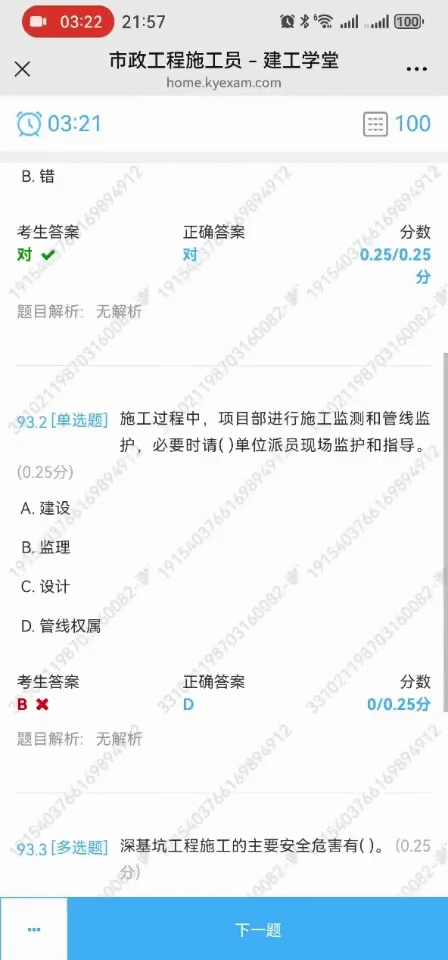 03:22 21:57 100
市政工程施工员 – 建工学堂
home.kyexam.com
03:21 100
B. 错
考生答案 正确答案 分数
对 对 0.25/0.25
分
题目解析: 无解析
93.2 [单选题] 施工过程中，项目部进行施工监测和管线监
护，必要时请( )单位派员现场监护和指导。
(0.25分)
A. 建设
B. 监理
C. 设计
D. 管线权属
考生答案 正确答案 分数
B D 0/0.25分
题目解析: 无解析
93.3 [多选题] 深基坑工程施工的主要安全危害有( )。 (0.25
分)
下一题